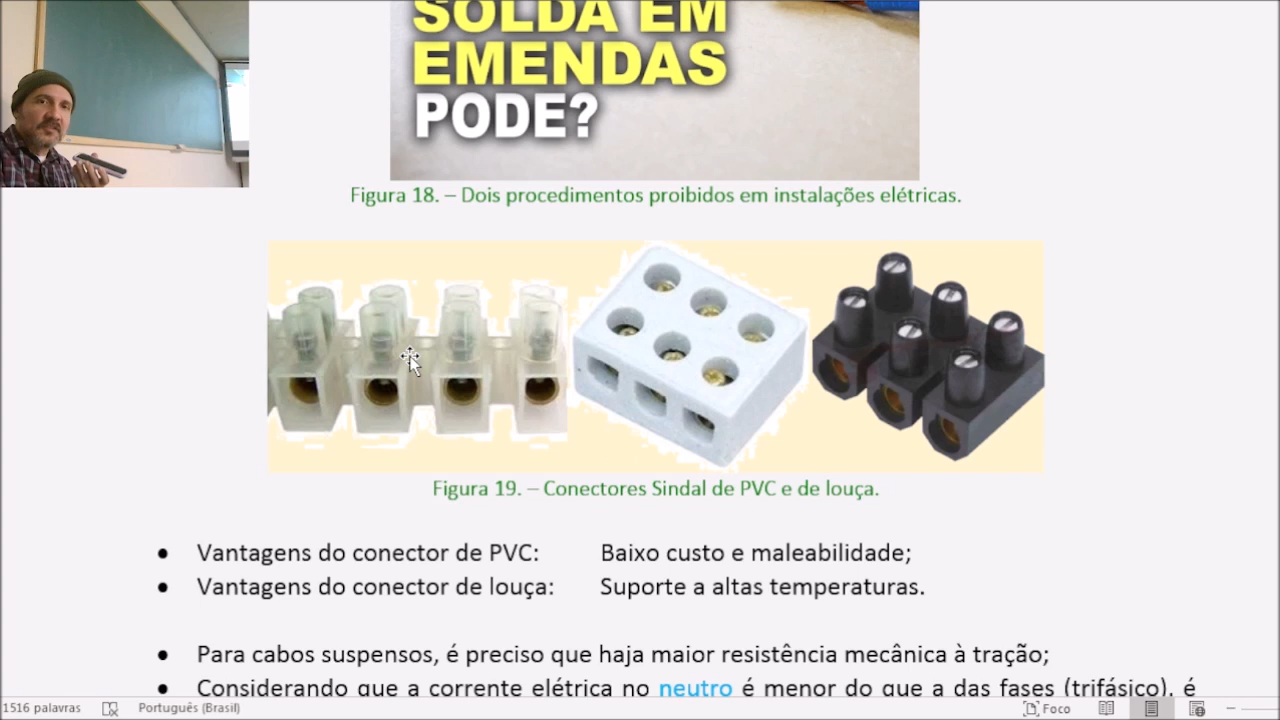 SOLDA EM
EMENDAS
PODE?
Figura 18. – Dois procedimentos proibidos em instalações elétricas.
Figura 19. – Conectores Sindal de PVC e de louça.
• Vantagens do conector de PVC: Baixo custo e maleabilidade;
• Vantagens do conector de louça: Suporte a altas temperaturas.
• Para cabos suspensos, é preciso que haja maior resistência mecânica à tração;
• Considerando que a corrente elétrica no neutro é menor do que a das fases (trifásico), é
1516 palavras Português (Brasil) Foco